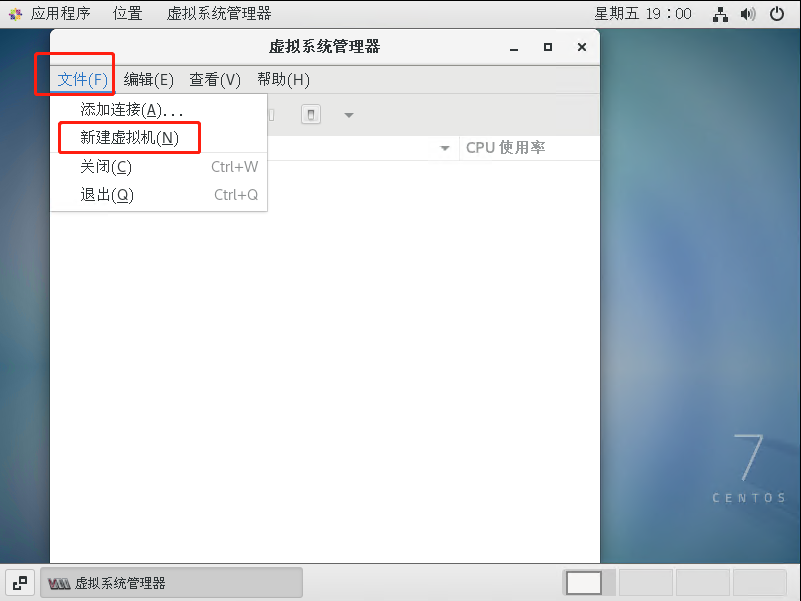 应用程序 位置 虚拟系统管理器 星期五 19：00
虚拟系统管理器
文件(F) 编辑(E) 查看(V) 帮助(H)
添加连接(A)...
新建虚拟机(N)
CPU 使用率
关闭(C) Ctrl+W
退出(Q) Ctrl+Q
7
CENTOS
虚拟系统管理器